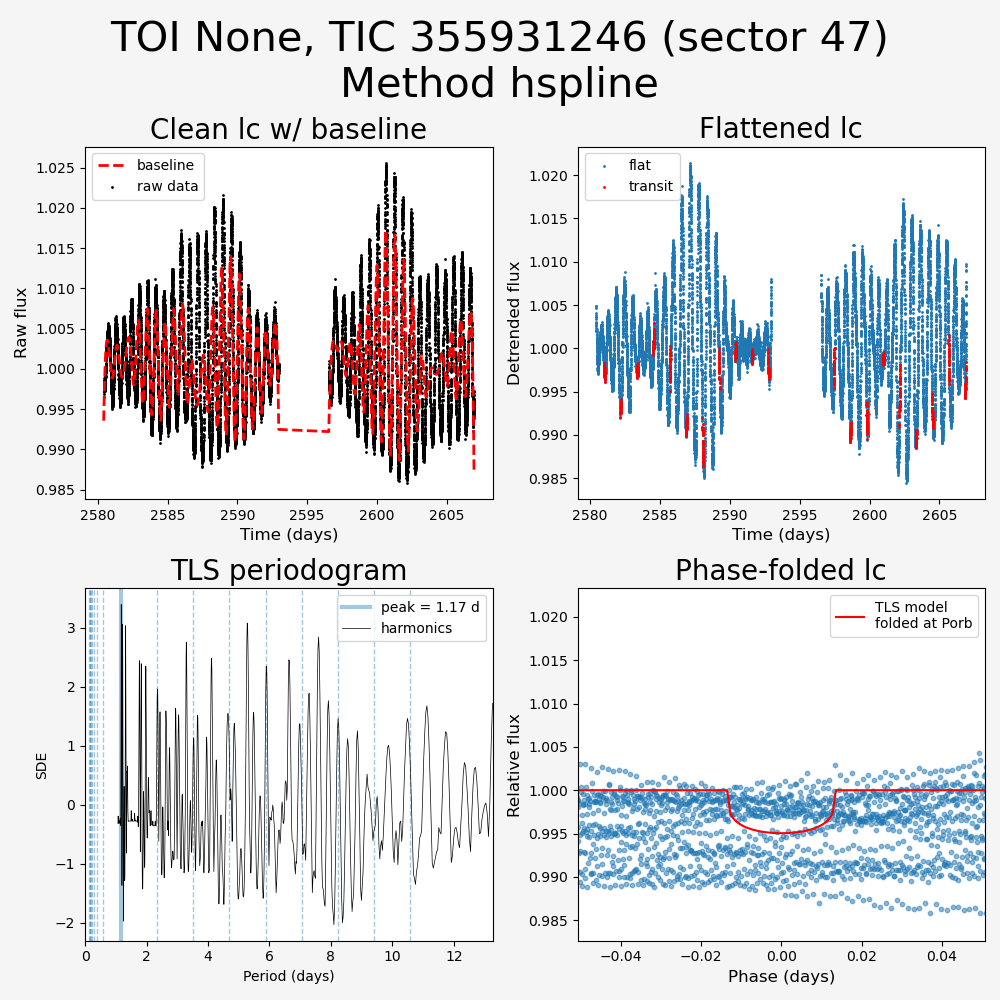 TOI None, TIC 355931246 (sector 47)
Method hspline
Clean lc w/ baseline
Flattened lc
baseline
raw data
flat
transit
Raw flux
1.025
1.020
1.015
1.010
1.005
1.000
0.995
0.990
0.985
2580
2585
2590
2595
2600
2605
Time (days)
Detrended flux
1.020
1.015
1.010
1.005
1.000
0.995
0.990
0.985
2580
2585
2590
2595
2600
2605
Time (days)
TLS periodogram
Phase-folded lc
peak = 1.17 d
harmonics
TLS model
folded at Porb
SDE
3
2
1
0
−1
−2
0
2
4
6
8
10
12
Period (days)
Relative flux
1.020
1.015
1.010
1.005
1.000
0.995
0.990
0.985
−0.04
−0.02
0.00
0.02
0.04
Phase (days)